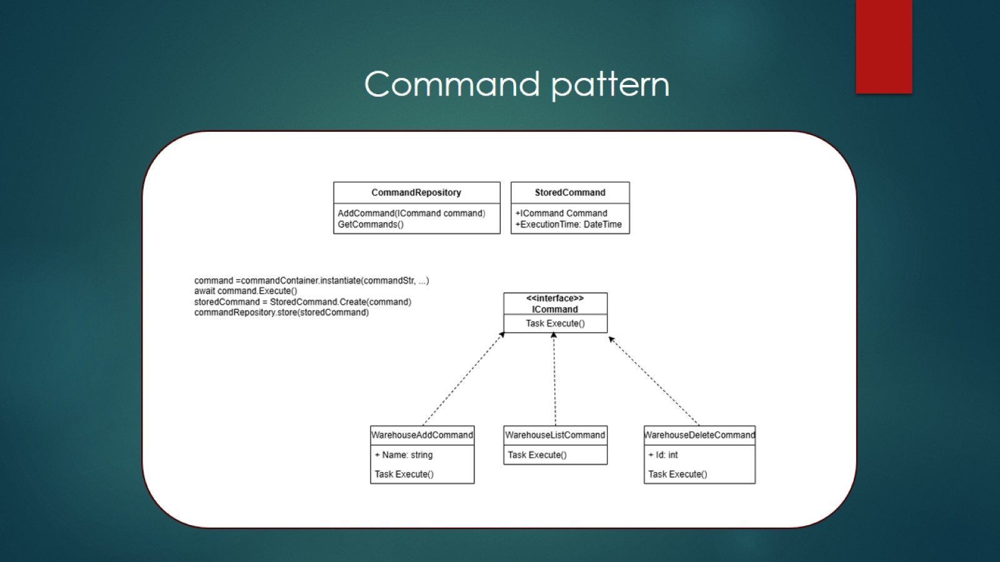 Command pattern
CommandRepository
AddCommand(ICommand command)
GetCommands()
StoredCommand
+ICommand Command
+ExecutionTime: DateTime
command =commandContainer.instantiate(commandStr, ...)
await command.Execute()
storedCommand = StoredCommand.Create(command)
commandRepository.store(storedCommand)
<<interface>>
ICommand
Task Execute()
WarehouseAddCommand
+ Name: string
Task Execute()
WarehouseListCommand
Task Execute()
WarehouseDeleteCommand
+ Id: int
Task Execute()